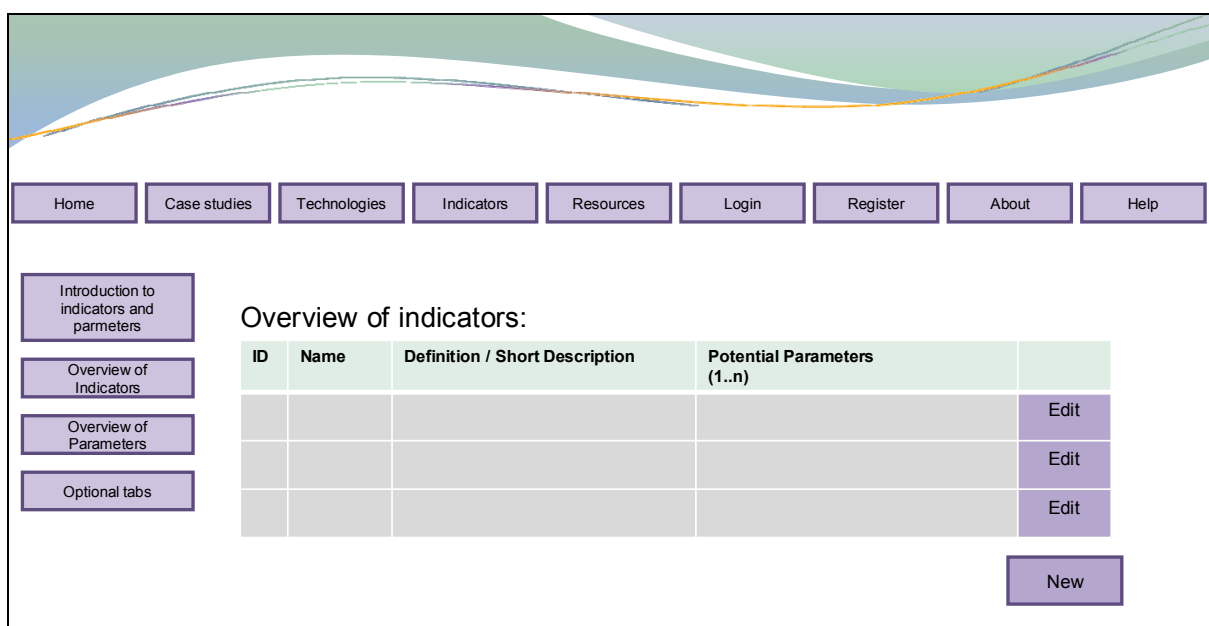 Home Case studies Technologies Indicators Resources Login Register About Help
Introduction to
indicators and
parmeters
Overview of
Indicators
Overview of
Parameters
Optional tabs
Overview of indicators:
ID Name Definition / Short Description Potential Parameters
(1..n)
Edit
Edit
Edit
New